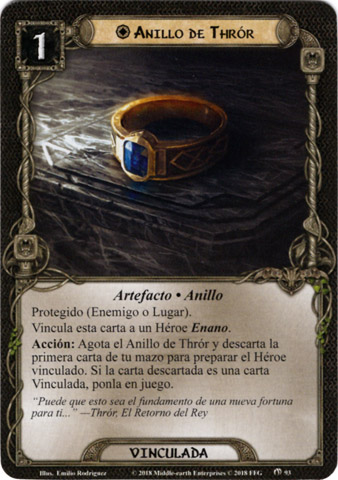 1
Anillo de Thrór
Artefacto • Anillo
Protegido (Enemigo o Lugar).
Vincula esta carta a un Héroe Enano.
Acción: Agota el Anillo de Thrór y descarta la
primera carta de tu mazo para preparar el Héroe
vinculado. Si la carta descartada es una carta
Vinculada, ponla en juego.
“Puede que esto sea el fundamento de una nueva fortuna
para ti...” —Thrór, El Retorno del Rey
VINCULADA
Illus. Emilio Rodriguez © 2018 Middle-earth Enterprises © 2018 FFG 93